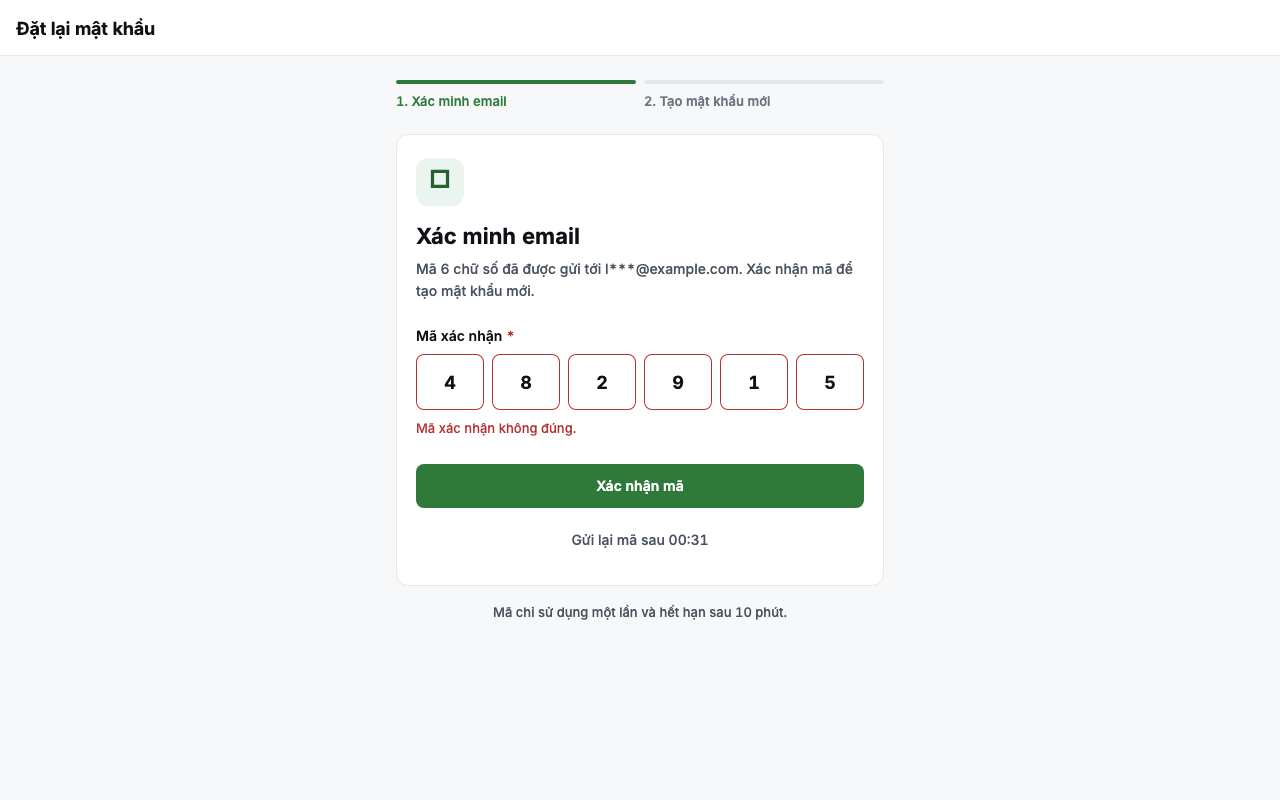 Đặt lại mật khẩu
1. Xác minh email
2. Tạo mật khẩu mới
Xác minh email
Mã 6 chữ số đã được gửi tới l***@example.com. Xác nhận mã để
tạo mật khẩu mới.
Mã xác nhận *
4 8 2 9 1 5
Mã xác nhận không đúng.
Xác nhận mã
Gửi lại mã sau 00:31
Mã chỉ sử dụng một lần và hết hạn sau 10 phút.